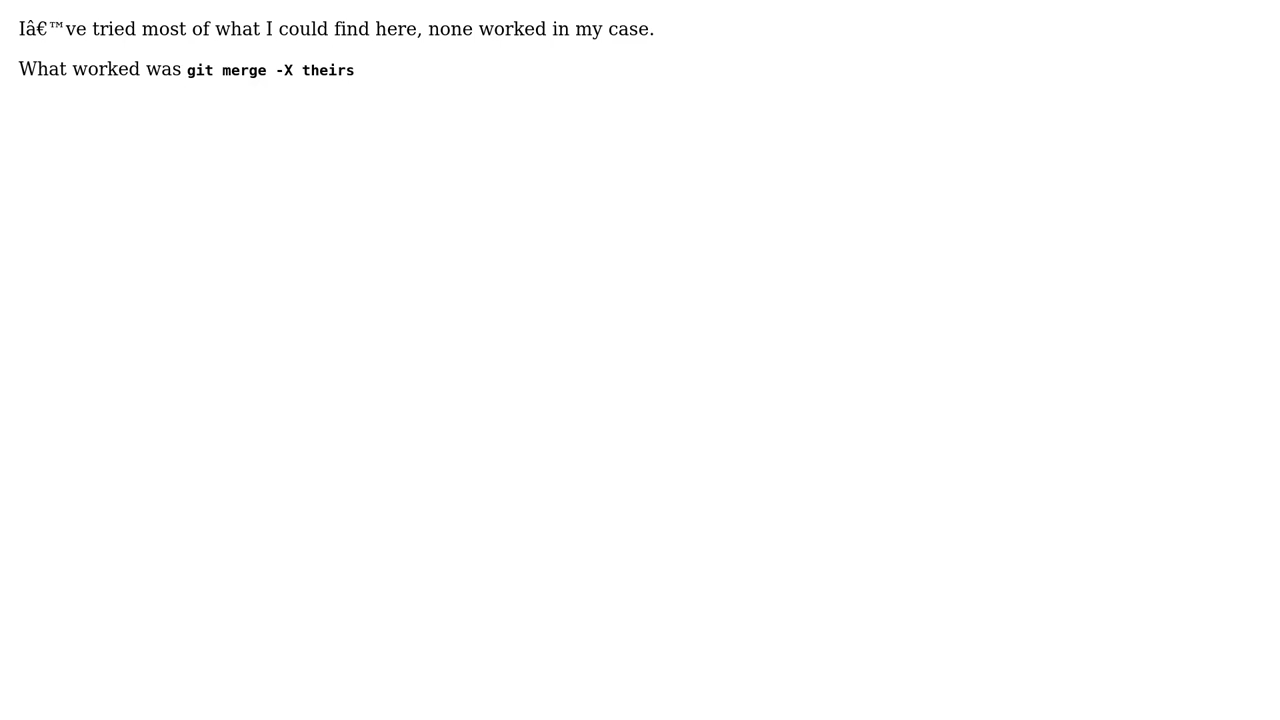 Iâ€™ve tried most of what I could find here, none worked in my case.
What worked was git merge -X theirs